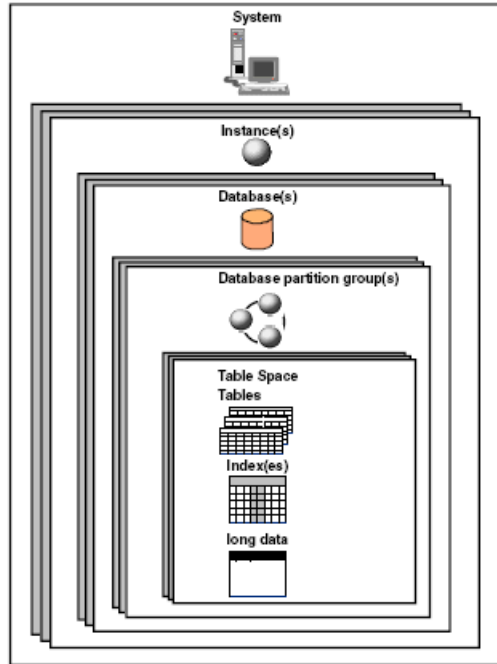 System
Instance(s)
Database(s)
Database partition group(s)
Table Space
Tables
Index(es)
long data